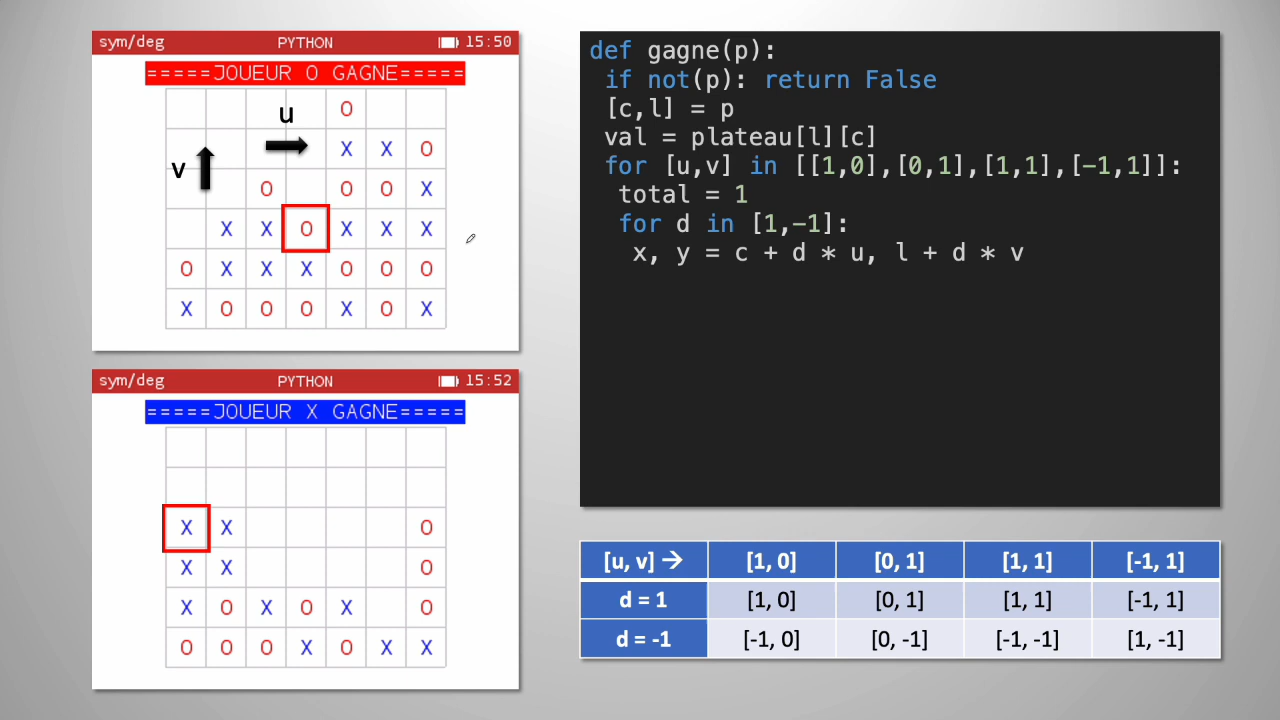 sym/deg PYTHON 15:50
=====JOUEUR O GAGNE=====
O
u
X X O
v
O O O X
X X O X X X
O X X X O O O
X O O O X O X
sym/deg PYTHON 15:52
=====JOUEUR X GAGNE=====
X X O
X X O
X O X O X O
O O O X O X X
def gagne(p):
if not(p): return False
[c,l] = p
val = plateau[l][c]
for [u,v] in [[1,0],[0,1],[1,1],[-1,1]]:
total = 1
for d in [1,-1]:
x, y = c + d * u, l + d * v
[u, v] → [1, 0] [0, 1] [1, 1] [-1, 1]
d = 1 [1, 0] [0, 1] [1, 1] [-1, 1]
d = -1 [-1, 0] [0, -1] [-1, -1] [1, -1]